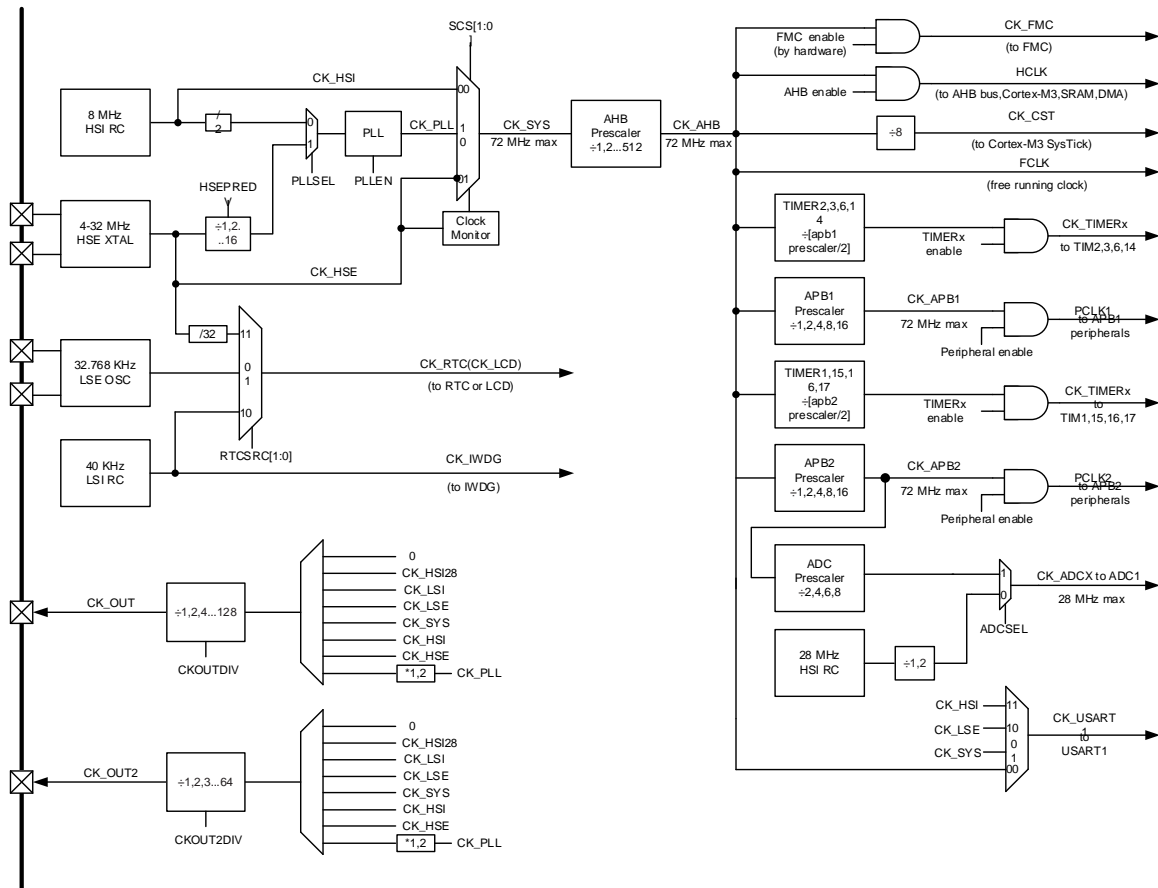 SCS[1:0
]
CK_HSI
8 MHz
HSI RC
/
2
0
1
PLL
PLLSEL
PLLEN
CK_PLL
00
1
0
01
CK_SYS
72 MHz max
AHB
Prescaler
÷1,2...512
CK_AHB
72 MHz max
HSEPRED
V
4-32 MHz
HSE XTAL
÷1,2.
..16
Clock
Monitor
CK_HSE
/32
11
0
1
10
32.768 KHz
LSE OSC
CK_RTC(CK_LCD)
(to RTC or LCD)
RTCSRC[1:0]
40 KHz
LSI RC
CK_IWDG
(to IWDG)
CK_OUT
÷1,2,4...128
CKOUTDIV
0
CK_HSI28
CK_LSI
CK_LSE
CK_SYS
CK_HSI
CK_HSE
*1,2
CK_PLL
CK_OUT2
÷1,2,3...64
CKOUT2DIV
0
CK_HSI28
CK_LSI
CK_LSE
CK_SYS
CK_HSI
CK_HSE
*1,2
CK_PLL
FMC enable
(by hardware)
CK_FMC
(to FMC)
AHB enable
HCLK
(to AHB bus,Cortex-M3,SRAM,DMA)
÷8
CK_CST
(to Cortex-M3 SysTick)
FCLK
(free running clock)
TIMER2,3,6,1
4
÷[apb1
prescaler/2]
TIMERx
enable
CK_TIMERx
to TIM2,3,6,14
APB1
Prescaler
÷1,2,4,8,16
CK_APB1
72 MHz max
Peripheral enable
PCLK1
to APB1
peripherals
TIMER1,15,1
6,17
÷[apb2
prescaler/2]
TIMERx
enable
CK_TIMERx
to
TIM1,15,16,17
APB2
Prescaler
÷1,2,4,8,16
CK_APB2
72 MHz max
Peripheral enable
PCLK2
to APB2
peripherals
ADC
Prescaler
÷2,4,6,8
1
0
ADCSEL
CK_ADCX to ADC1
28 MHz max
28 MHz
HSI RC
÷1,2
CK_HSI
CK_LSE
CK_SYS
11
10
0
1
00
CK_USART
1
to
USART1